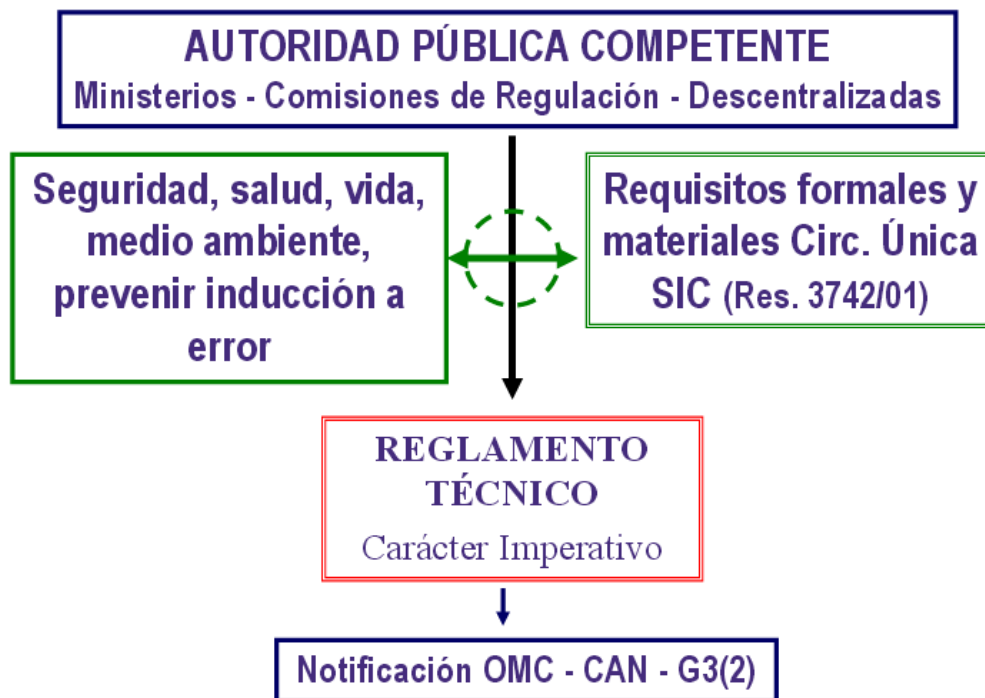 AUTORIDAD PÚBLICA COMPETENTE
Ministerios - Comisiones de Regulación - Descentralizadas
Seguridad, salud, vida,
medio ambiente,
prevenir inducción a
error
Requisitos formales y
materiales Circ. Única
SIC (Res. 3742/01)
REGLAMENTO
TÉCNICO
Carácter Imperativo
Notificación OMC - CAN - G3(2)